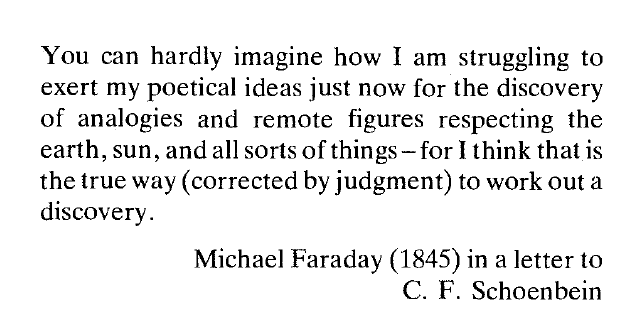 You can hardly imagine how I am struggling to
exert my poetical ideas just now for the discovery
of analogies and remote figures respecting the
earth, sun, and all sorts of things – for I think that is
the true way (corrected by judgment) to work out a
discovery.
Michael Faraday (1845) in a letter to
C. F. Schoenbein